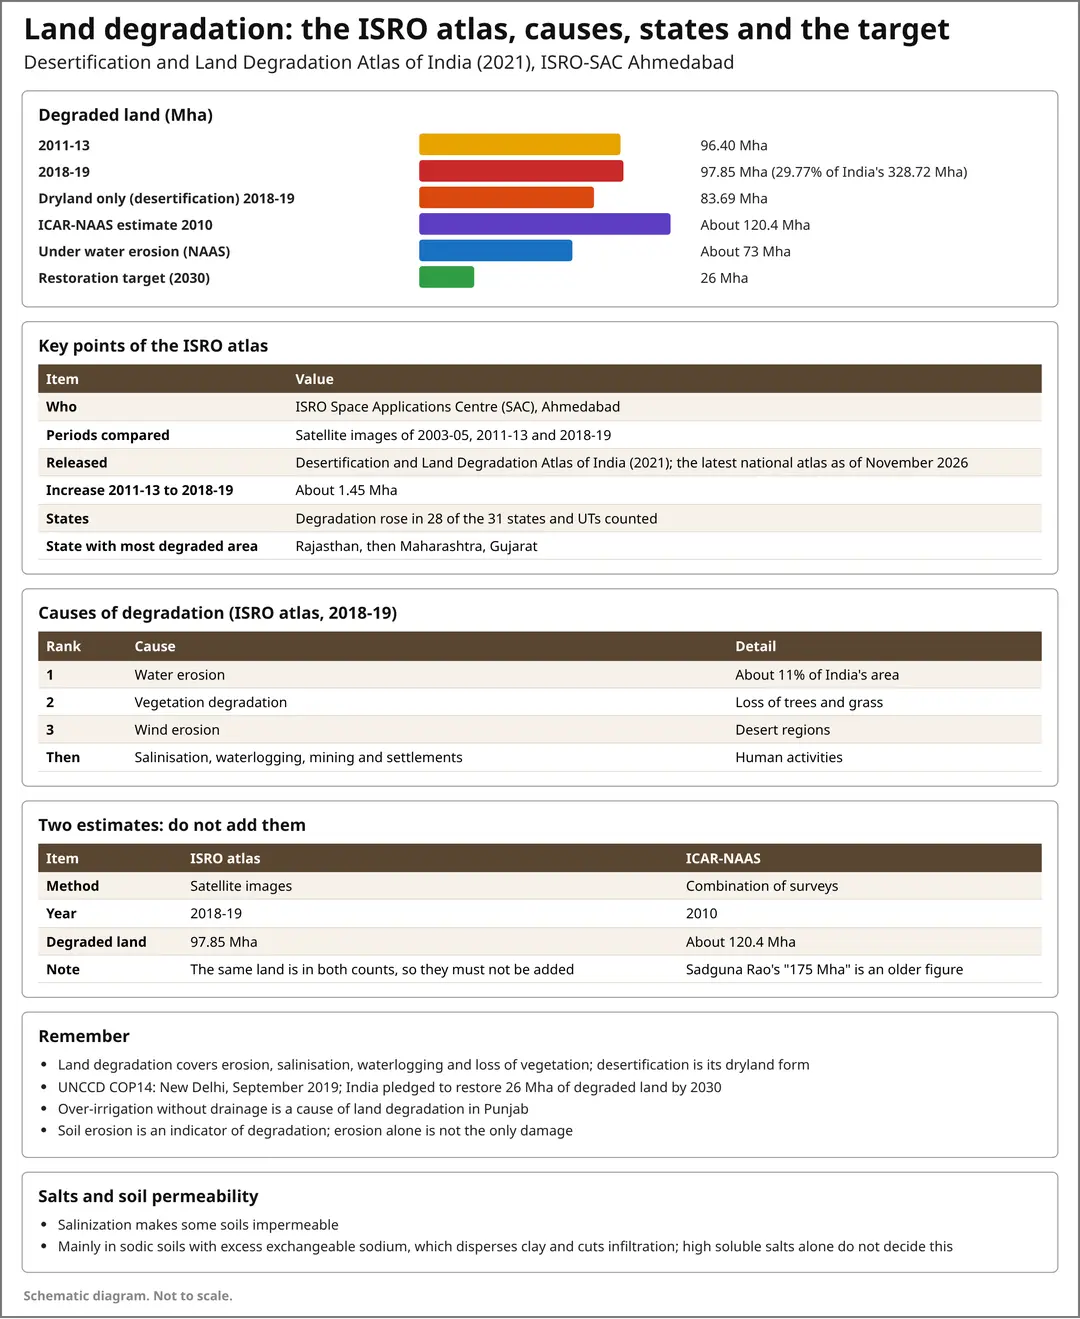 Land degradation: the ISRO atlas, causes, states and the target
Desertification and Land Degradation Atlas of India (2021), ISRO-SAC Ahmedabad
Degraded land (Mha)
2011-13 96.40 Mha
2018-19 97.85 Mha (29.77% of India's 328.72 Mha)
Dryland only (desertification) 2018-19 83.69 Mha
ICAR-NAAS estimate 2010 About 120.4 Mha
Under water erosion (NAAS) About 73 Mha
Restoration target (2030) 26 Mha
Key points of the ISRO atlas
Item Value
Who ISRO Space Applications Centre (SAC), Ahmedabad
Periods compared Satellite images of 2003-05, 2011-13 and 2018-19
Released Desertification and Land Degradation Atlas of India (2021); the latest national atlas as of November 2026
Increase 2011-13 to 2018-19 About 1.45 Mha
States Degradation rose in 28 of the 31 states and UTs counted
State with most degraded area Rajasthan, then Maharashtra, Gujarat
Causes of degradation (ISRO atlas, 2018-19)
Rank Cause Detail
1 Water erosion About 11% of India's area
2 Vegetation degradation Loss of trees and grass
3 Wind erosion Desert regions
Then Salinisation, waterlogging, mining and settlements Human activities
Two estimates: do not add them
Item ISRO atlas ICAR-NAAS
Method Satellite images Combination of surveys
Year 2018-19 2010
Degraded land 97.85 Mha About 120.4 Mha
Note The same land is in both counts, so they must not be added Sadguna Rao's "175 Mha" is an older figure
Remember
• Land degradation covers erosion, salinisation, waterlogging and loss of vegetation; desertification is its dryland form
• UNCCD COP14: New Delhi, September 2019; India pledged to restore 26 Mha of degraded land by 2030
• Over-irrigation without drainage is a cause of land degradation in Punjab
• Soil erosion is an indicator of degradation; erosion alone is not the only damage
Salts and soil permeability
• Salinization makes some soils impermeable
• Mainly in sodic soils with excess exchangeable sodium, which disperses clay and cuts infiltration; high soluble salts alone do not decide this
Schematic diagram. Not to scale.